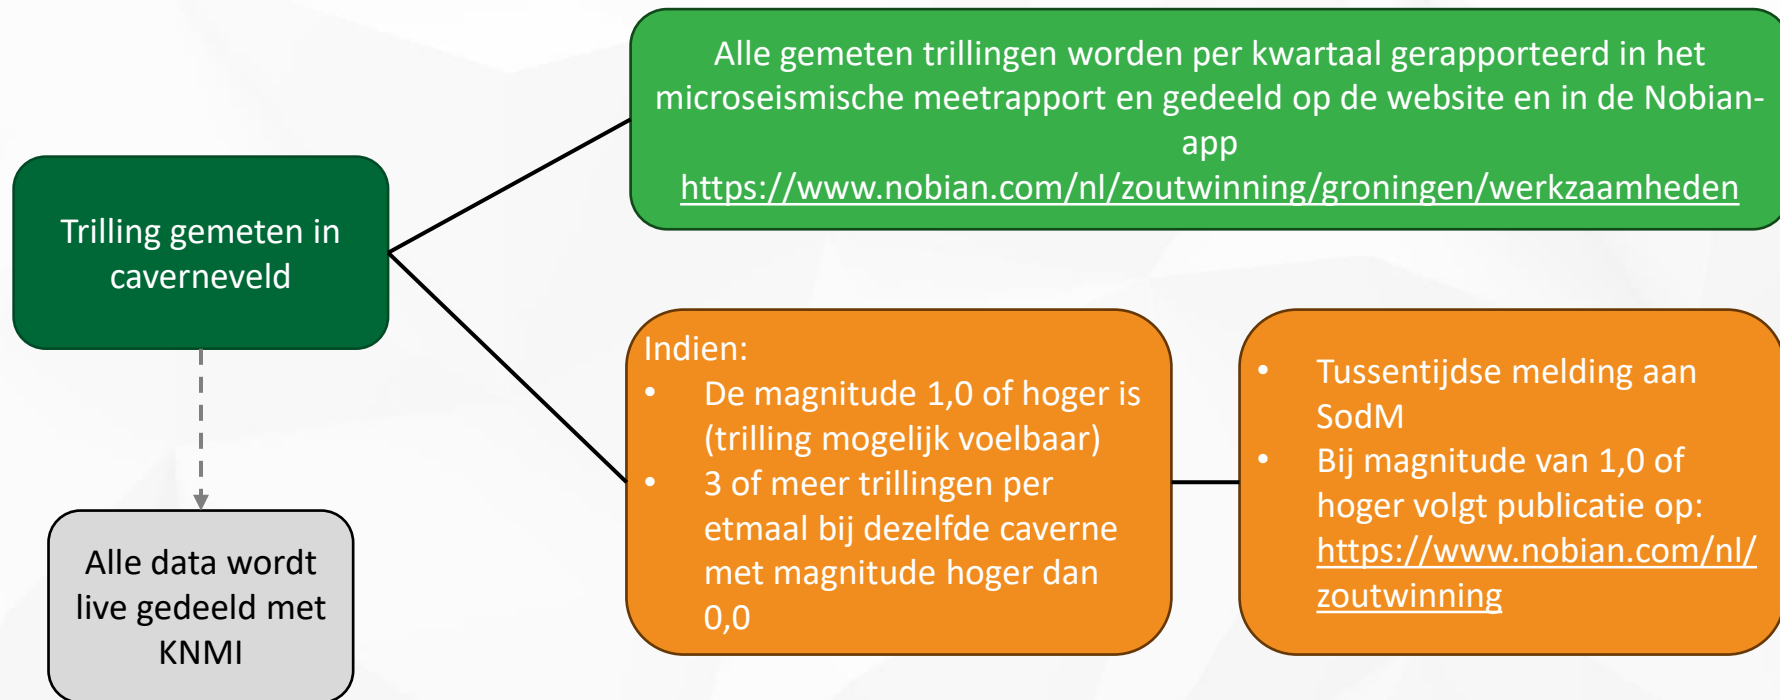 Alle gemeten trillingen worden per kwartaal gerapporteerd in het
microseismische meetrapport en gedeeld op de website en in de Nobian-
app
https://www.nobian.com/nl/zoutwinning/groningen/werkzaamheden
Trilling gemeten in
caverneveld
Alle data wordt
live gedeeld met
KNMI
Indien:
• De magnitude 1,0 of hoger is
(trilling mogelijk voelbaar)
• 3 of meer trillingen per
etmaal bij dezelfde caverne
met magnitude hoger dan
0,0
• Tussentijdse melding aan
SodM
• Bij magnitude van 1,0 of
hoger volgt publicatie op:
https://www.nobian.com/nl/
zoutwinning